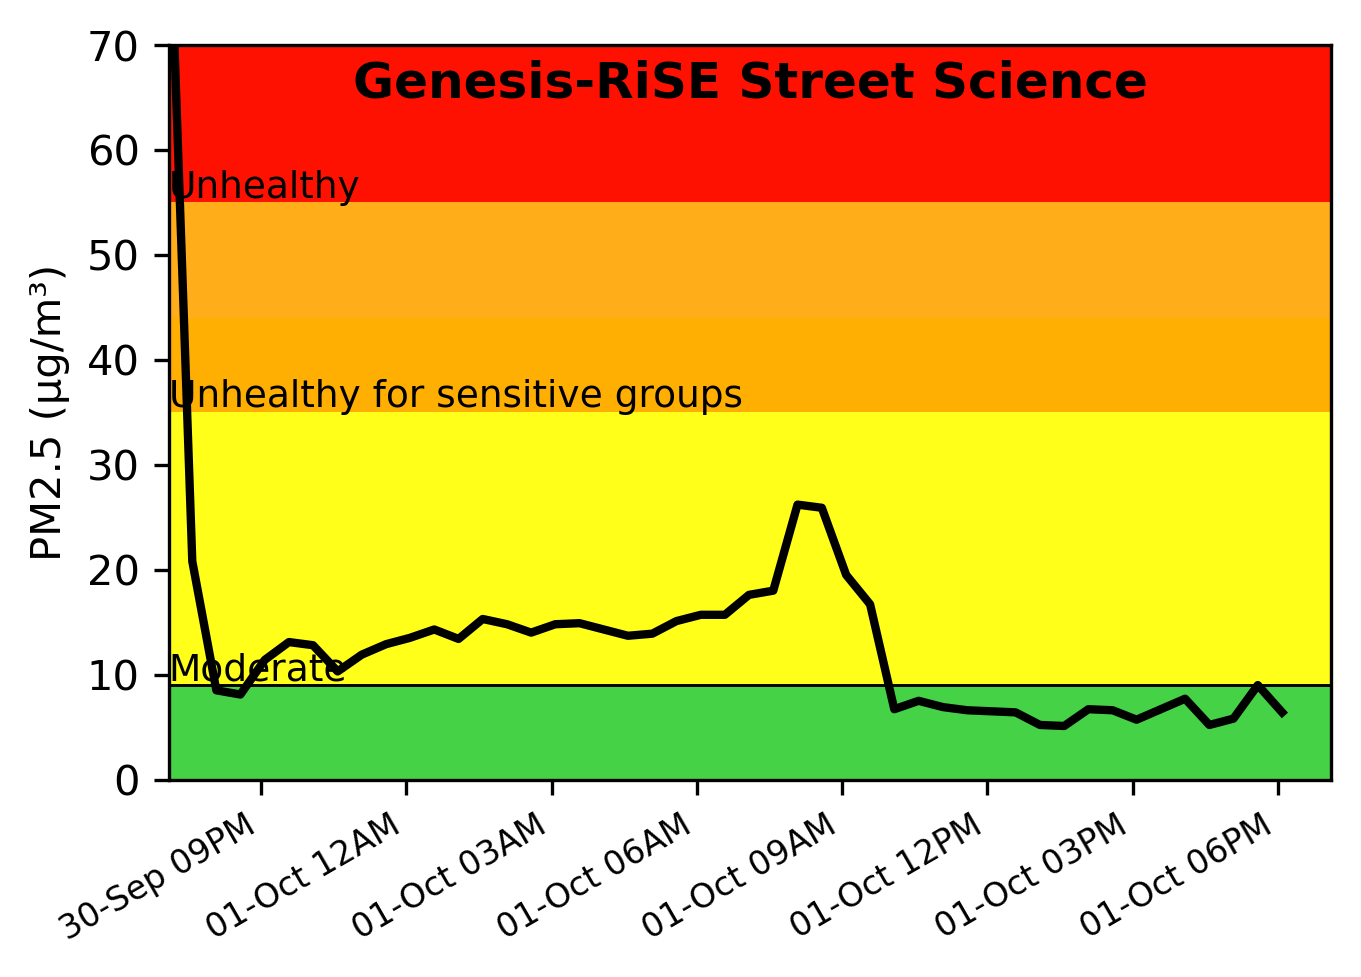 Genesis-RiSE Street Science
70
60
50
40
30
20
10
0
PM2.5 (µg/m³)
Unhealthy
Unhealthy for sensitive groups
Moderate
30-Sep 09PM
01-Oct 12AM
01-Oct 03AM
01-Oct 06AM
01-Oct 09AM
01-Oct 12PM
01-Oct 03PM
01-Oct 06PM